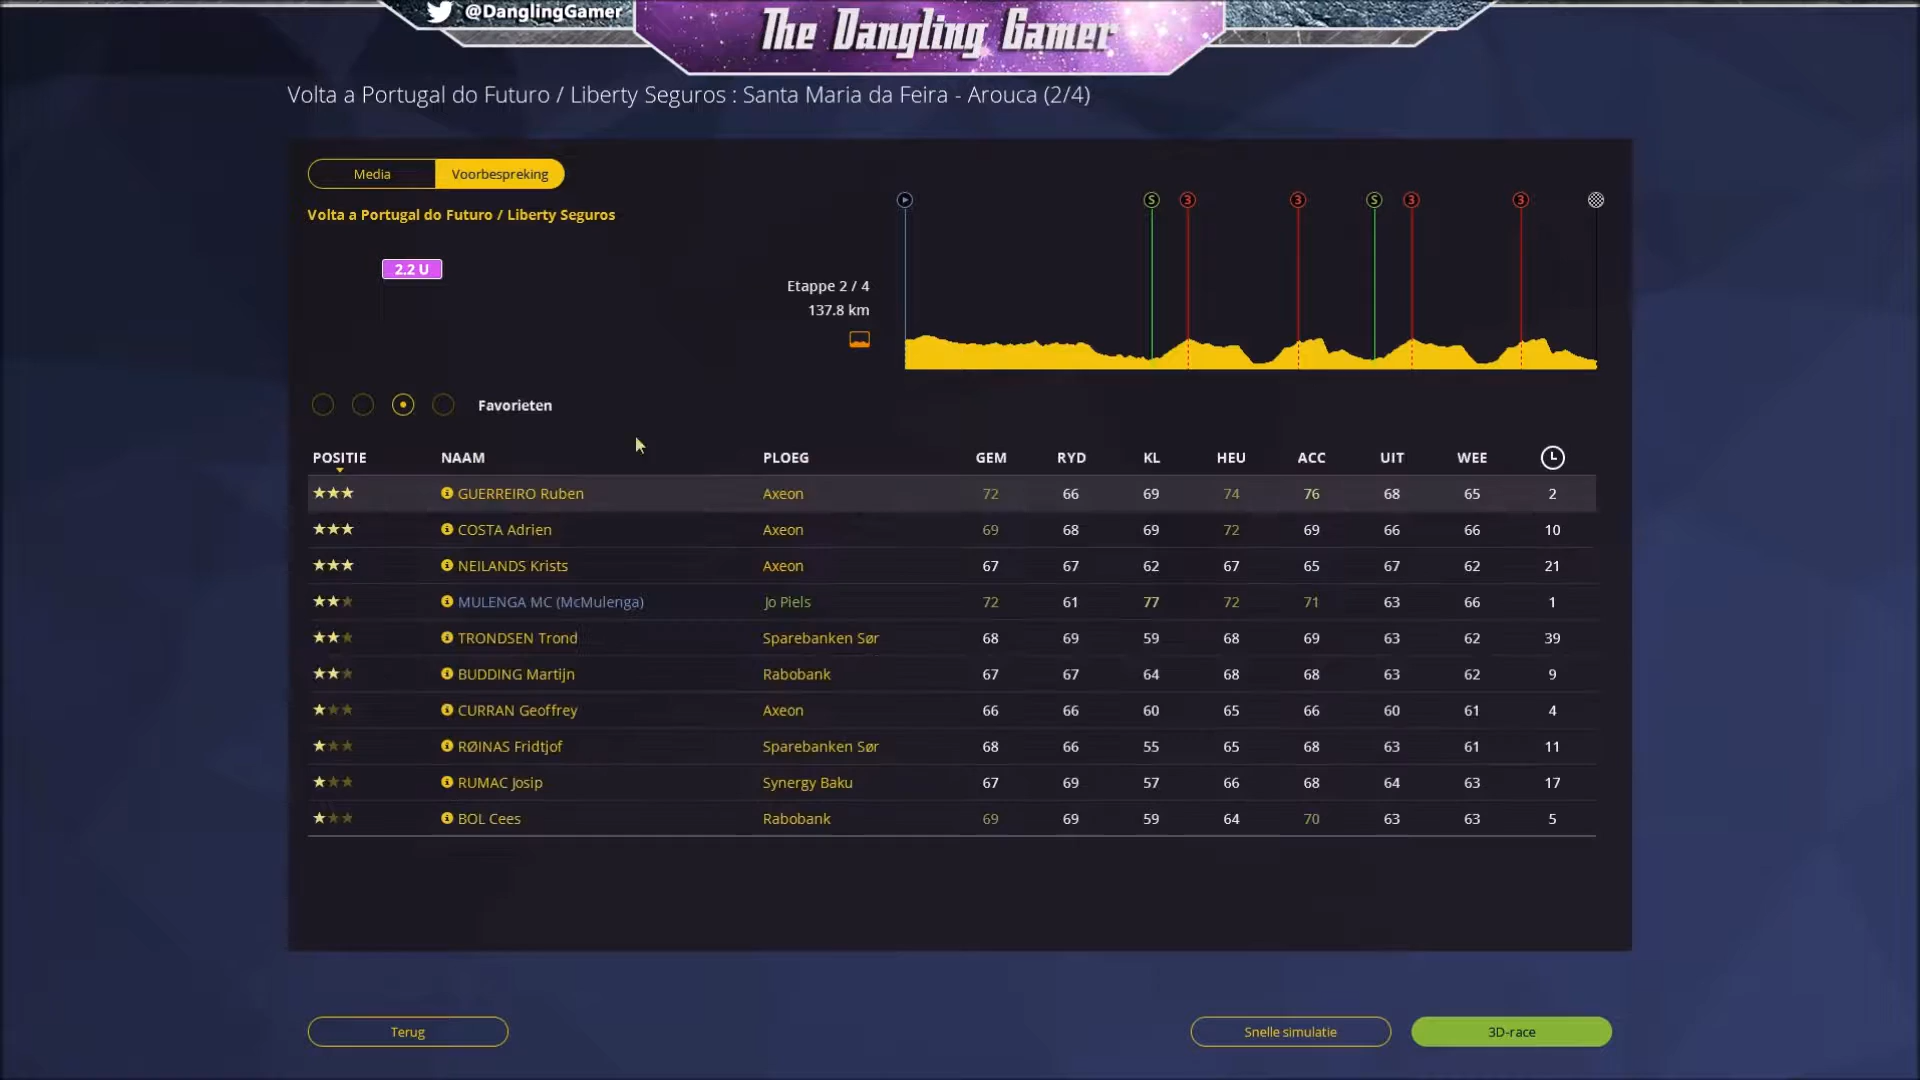 @DanglingGamer
The Dangling Gamer
Volta a Portugal do Futuro / Liberty Seguros : Santa Maria da Feira - Arouca (2/4)
Media
Voorbespreking
Volta a Portugal do Futuro / Liberty Seguros
2.2 U
Etappe 2 / 4
137.8 km
S 3 3 S 3 3
Favorieten
POSITIE NAAM PLOEG GEM RYD KL HEU ACC UIT WEE
GUERREIRO Ruben Axeon 72 66 69 74 76 68 65 2
COSTA Adrien Axeon 69 68 69 72 69 66 66 10
NEILANDS Krists Axeon 67 67 62 67 65 67 62 21
MULENGA MC (McMulenga) Jo Piels 72 61 77 72 71 63 66 1
TRONDSEN Trond Sparebanken Sør 68 69 59 68 69 63 62 39
BUDDING Martijn Rabobank 67 67 64 68 68 63 62 9
CURRAN Geoffrey Axeon 66 66 60 65 66 60 61 4
RØINAS Fridtjof Sparebanken Sør 68 66 55 65 68 63 61 11
RUMAC Josip Synergy Baku 67 69 57 66 68 64 63 17
BOL Cees Rabobank 69 69 59 64 70 63 63 5
Terug
Snelle simulatie
3D-race